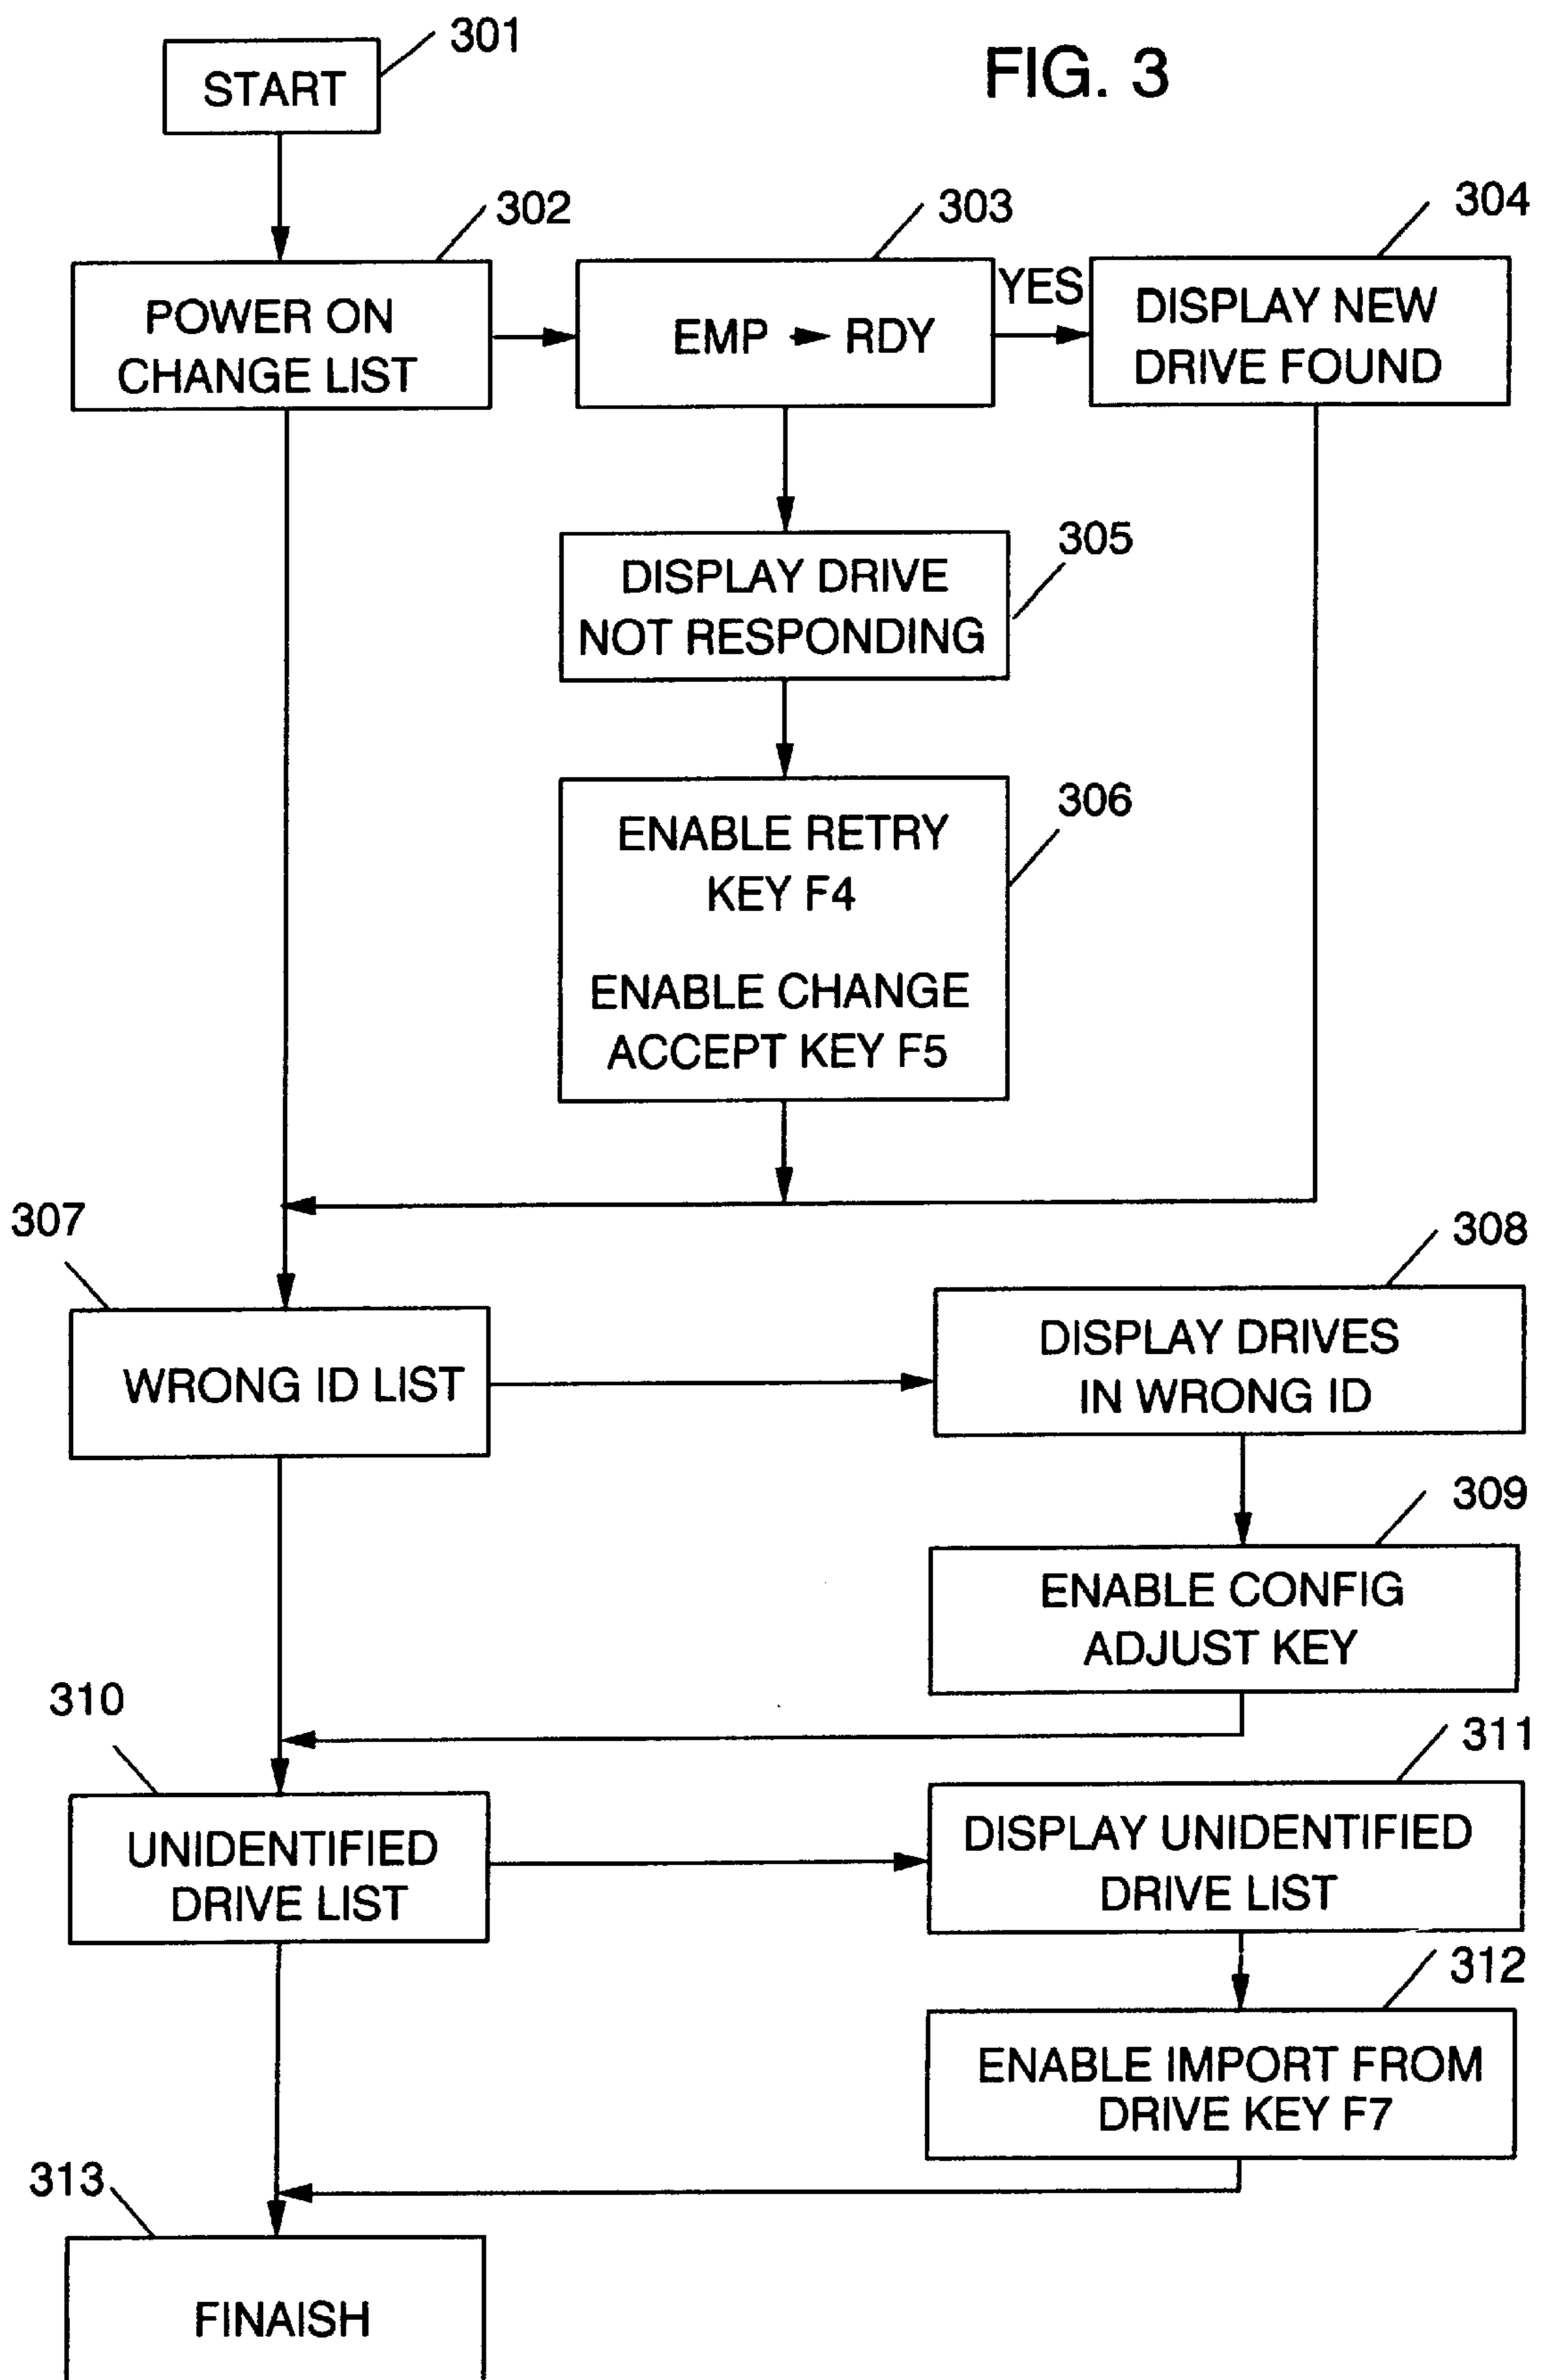 301
START
FIG. 3
302
303
304
POWER ON
CHANGE LIST
EMP → RDY
YES
DISPLAY NEW
DRIVE FOUND
305
DISPLAY DRIVE
NOT RESPONDING
306
ENABLE RETRY
KEY F4
ENABLE CHANGE
ACCEPT KEY F5
307
308
WRONG ID LIST
DISPLAY DRIVES
IN WRONG ID
309
ENABLE CONFIG
ADJUST KEY
310
311
UNIDENTIFIED
DRIVE LIST
DISPLAY UNIDENTIFIED
DRIVE LIST
312
ENABLE IMPORT FROM
DRIVE KEY F7
313
FINAISH